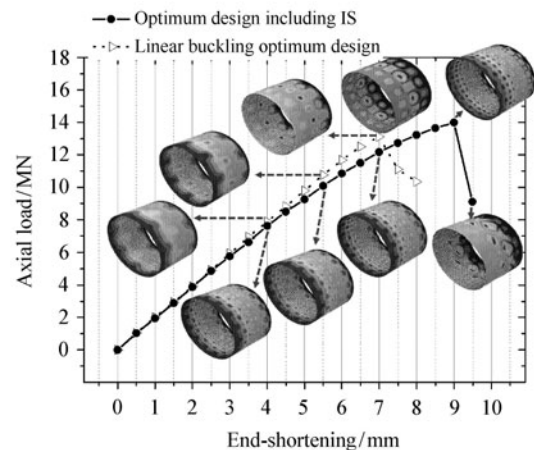 Optimum design including IS
Linear buckling optimum design
18
16
14
12
10
8
6
4
2
0
Axial load/MN
0 1 2 3 4 5 6 7 8 9 10
End-shortening/mm